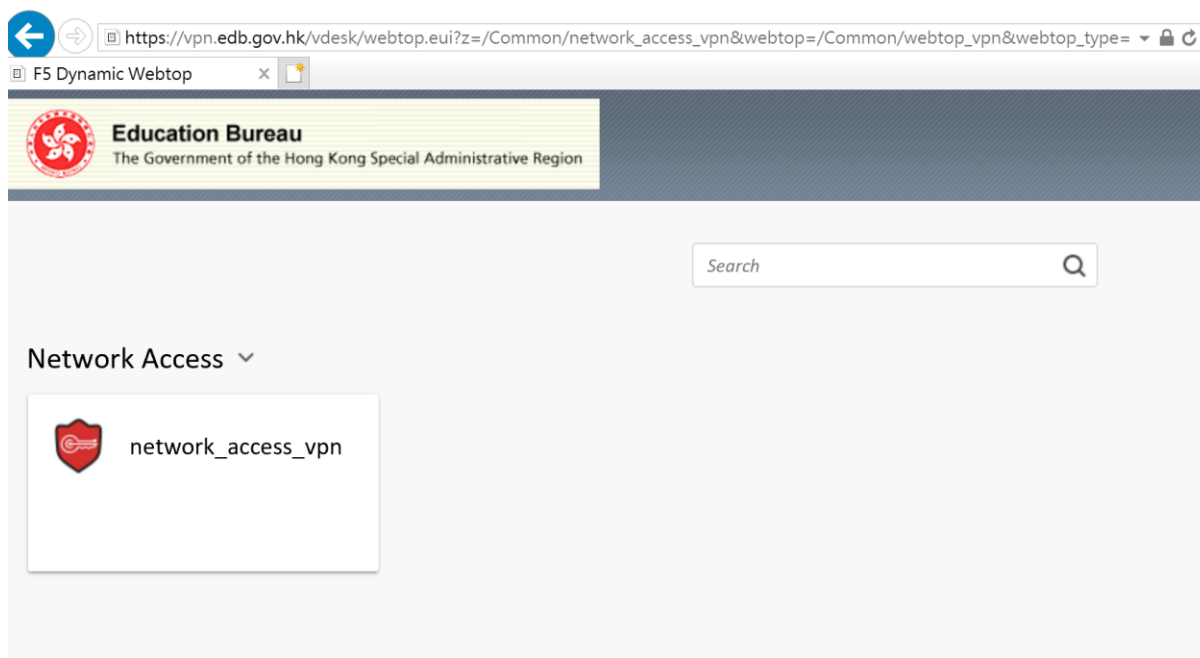 https://vpn.edb.gov.hk/vdesk/webtop.eui?z=/Common/network_access_vpn&webtop=/Common/webtop_vpn&webtop_type=
F5 Dynamic Webtop
Education Bureau
The Government of the Hong Kong Special Administrative Region
Search
Network Access
network_access_vpn